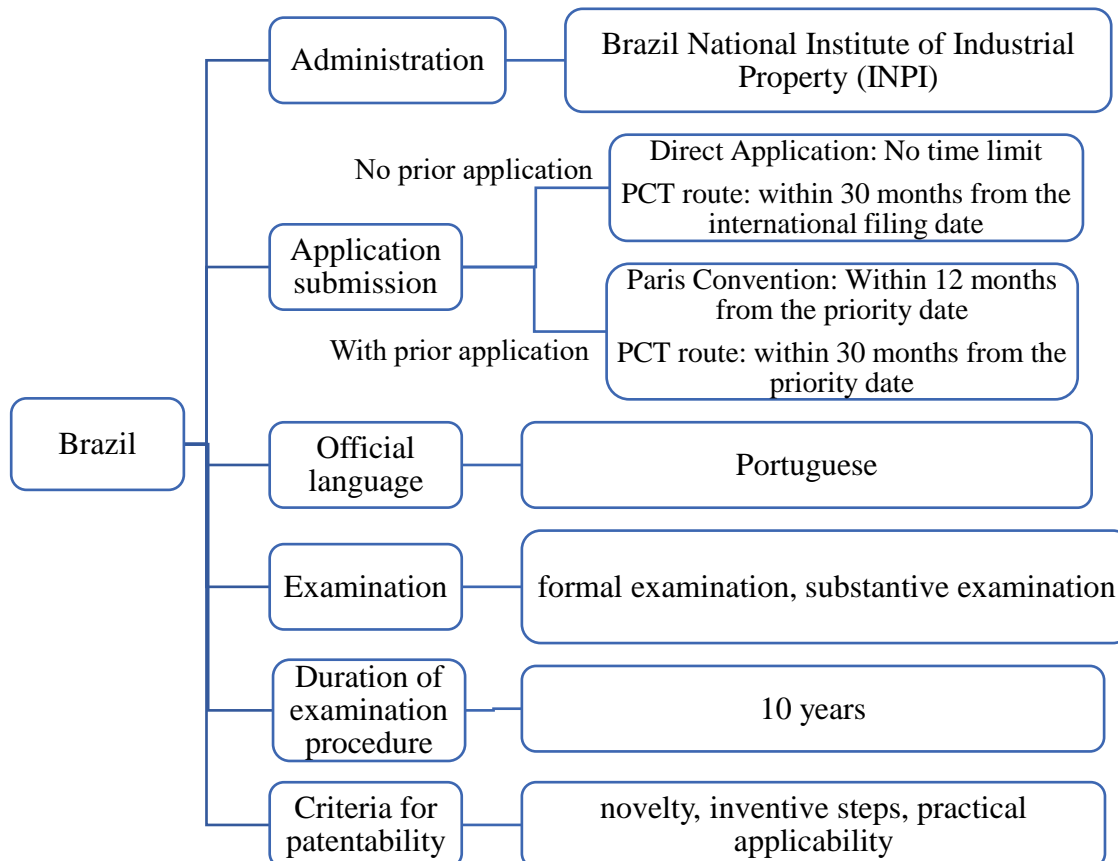 Administration
Brazil National Institute of Industrial
Property (INPI)
No prior application
Direct Application: No time limit
PCT route: within 30 months from the
international filing date
Application
submission
With prior application
Paris Convention: Within 12 months
from the priority date
PCT route: within 30 months from the
priority date
Brazil
Official
language
Portuguese
Examination
formal examination, substantive examination
Duration of
examination
procedure
10 years
Criteria for
patentability
novelty, inventive steps, practical
applicability